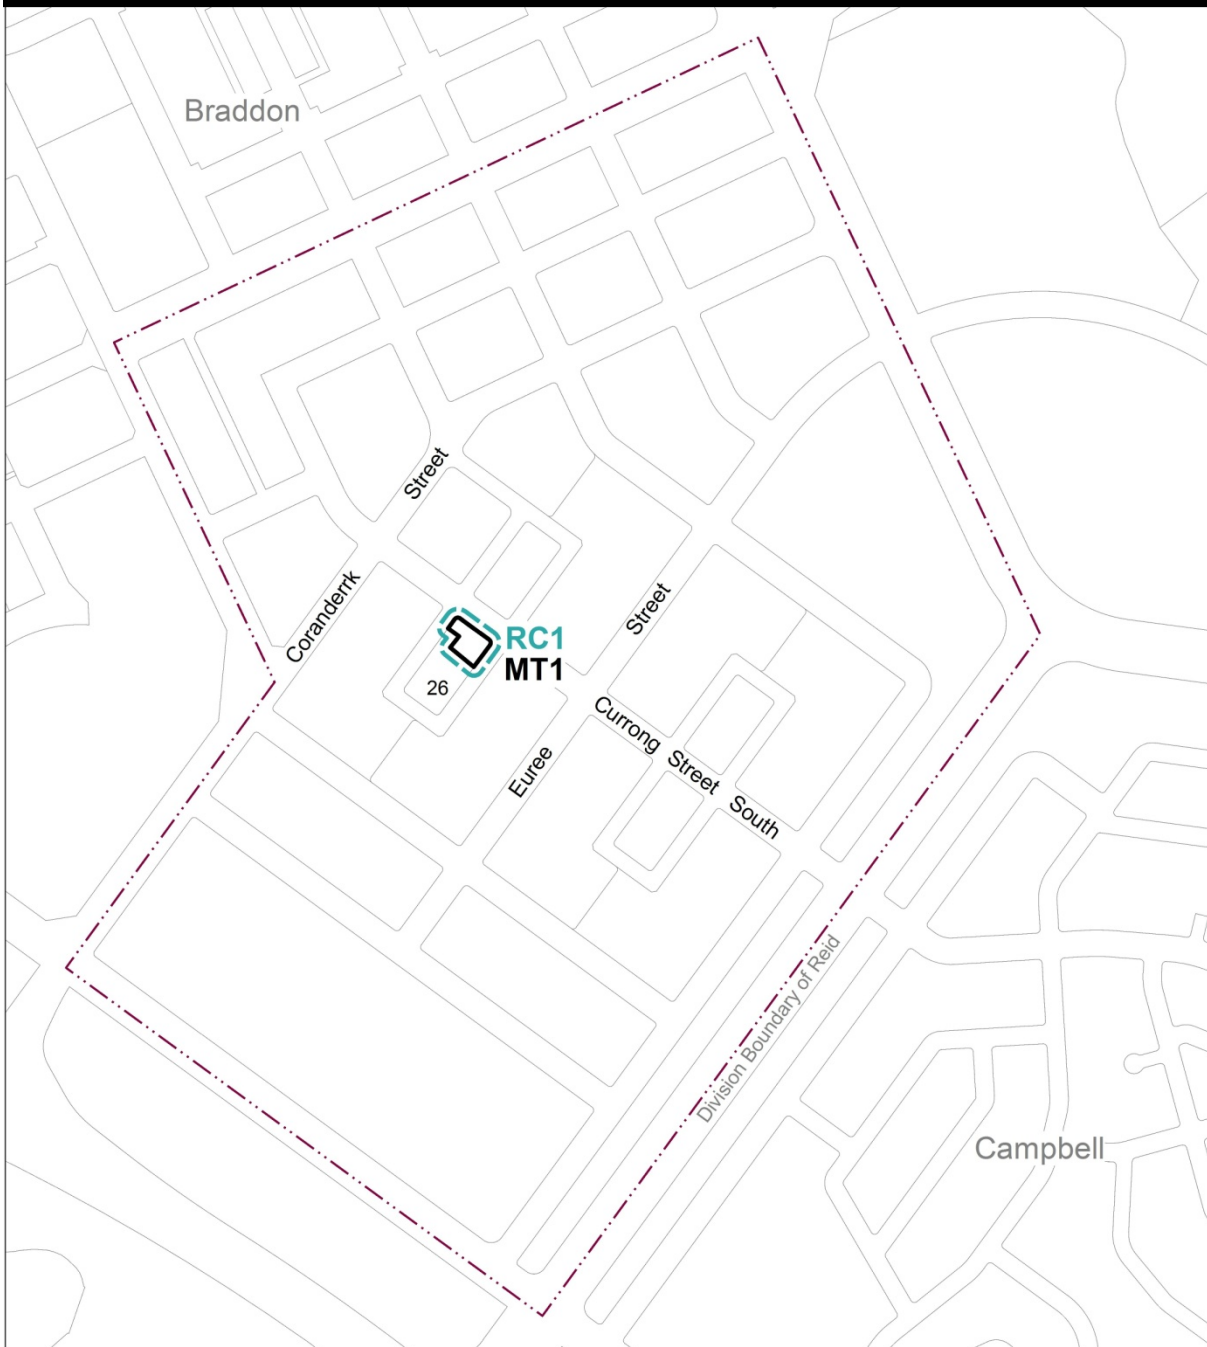 Braddon
Street
Coranderrk
Street
RC1
MT1
26
Currong Street South
Euree
Division Boundary of Reid
Campbell